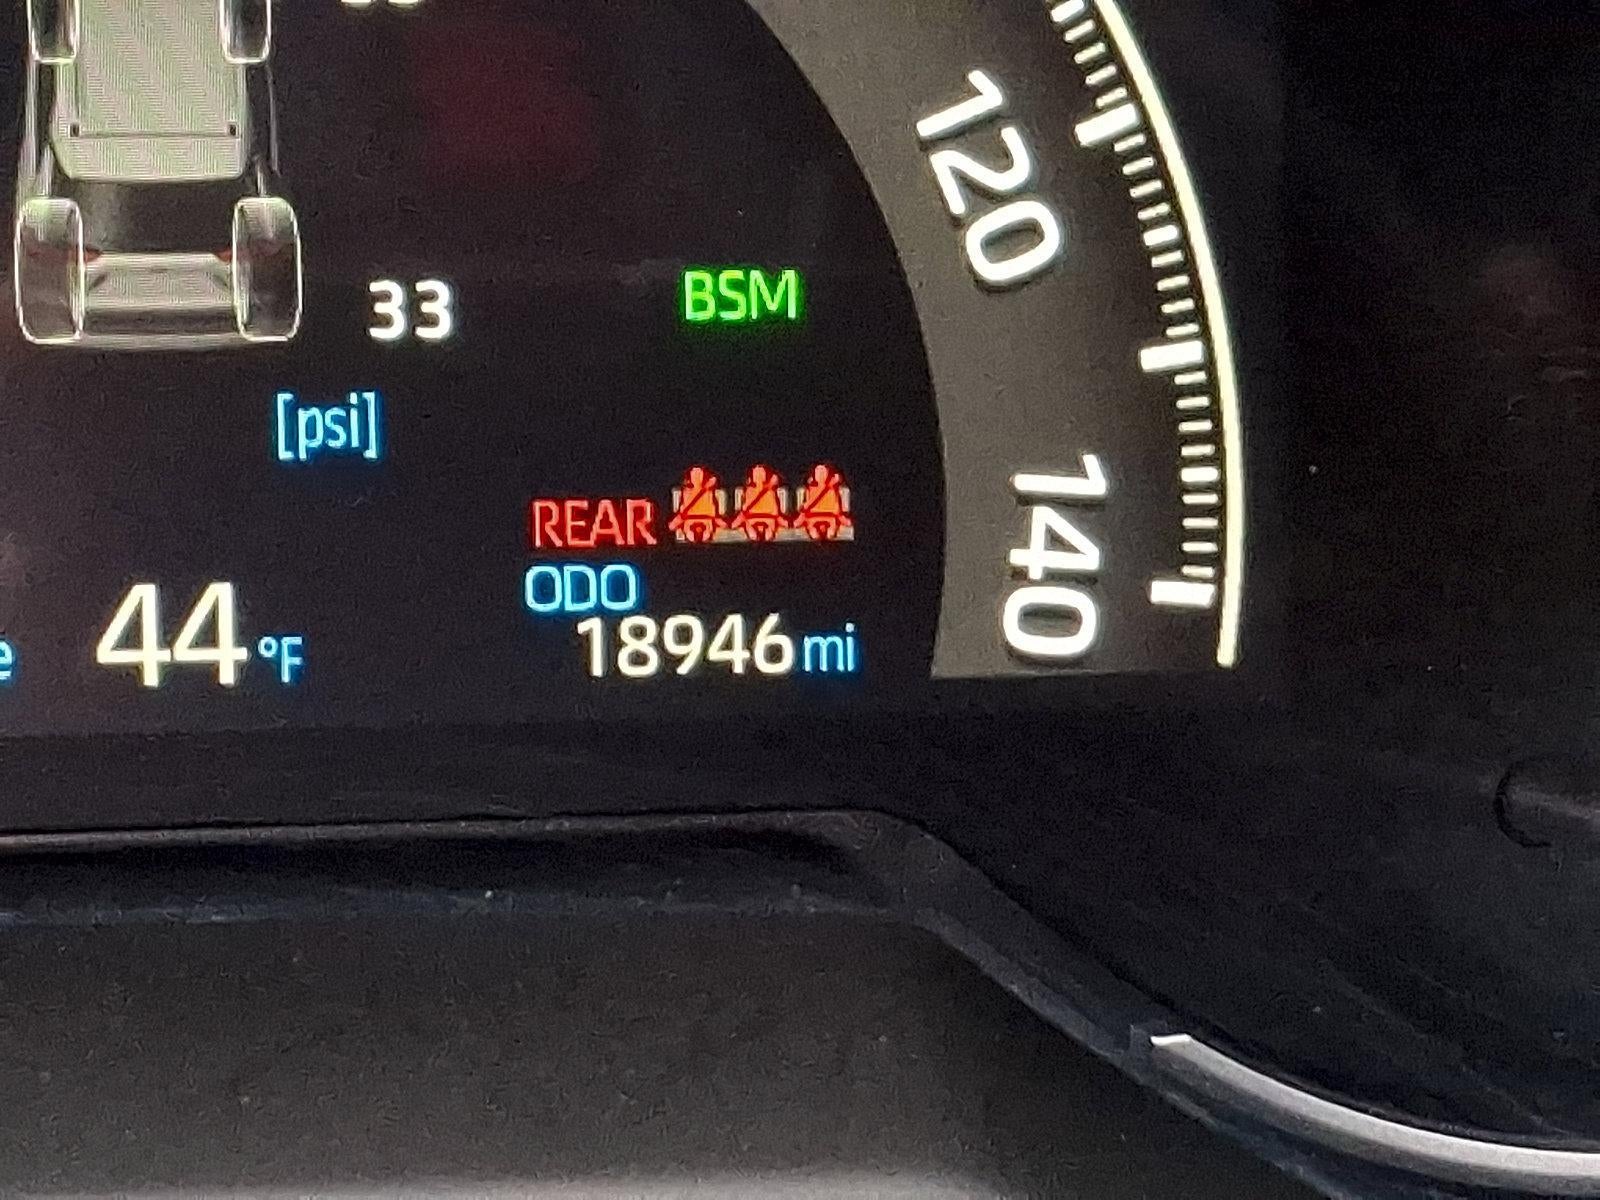 120
33
BSM
[psi]
140
REAR
ODO
44°F
18946 mi